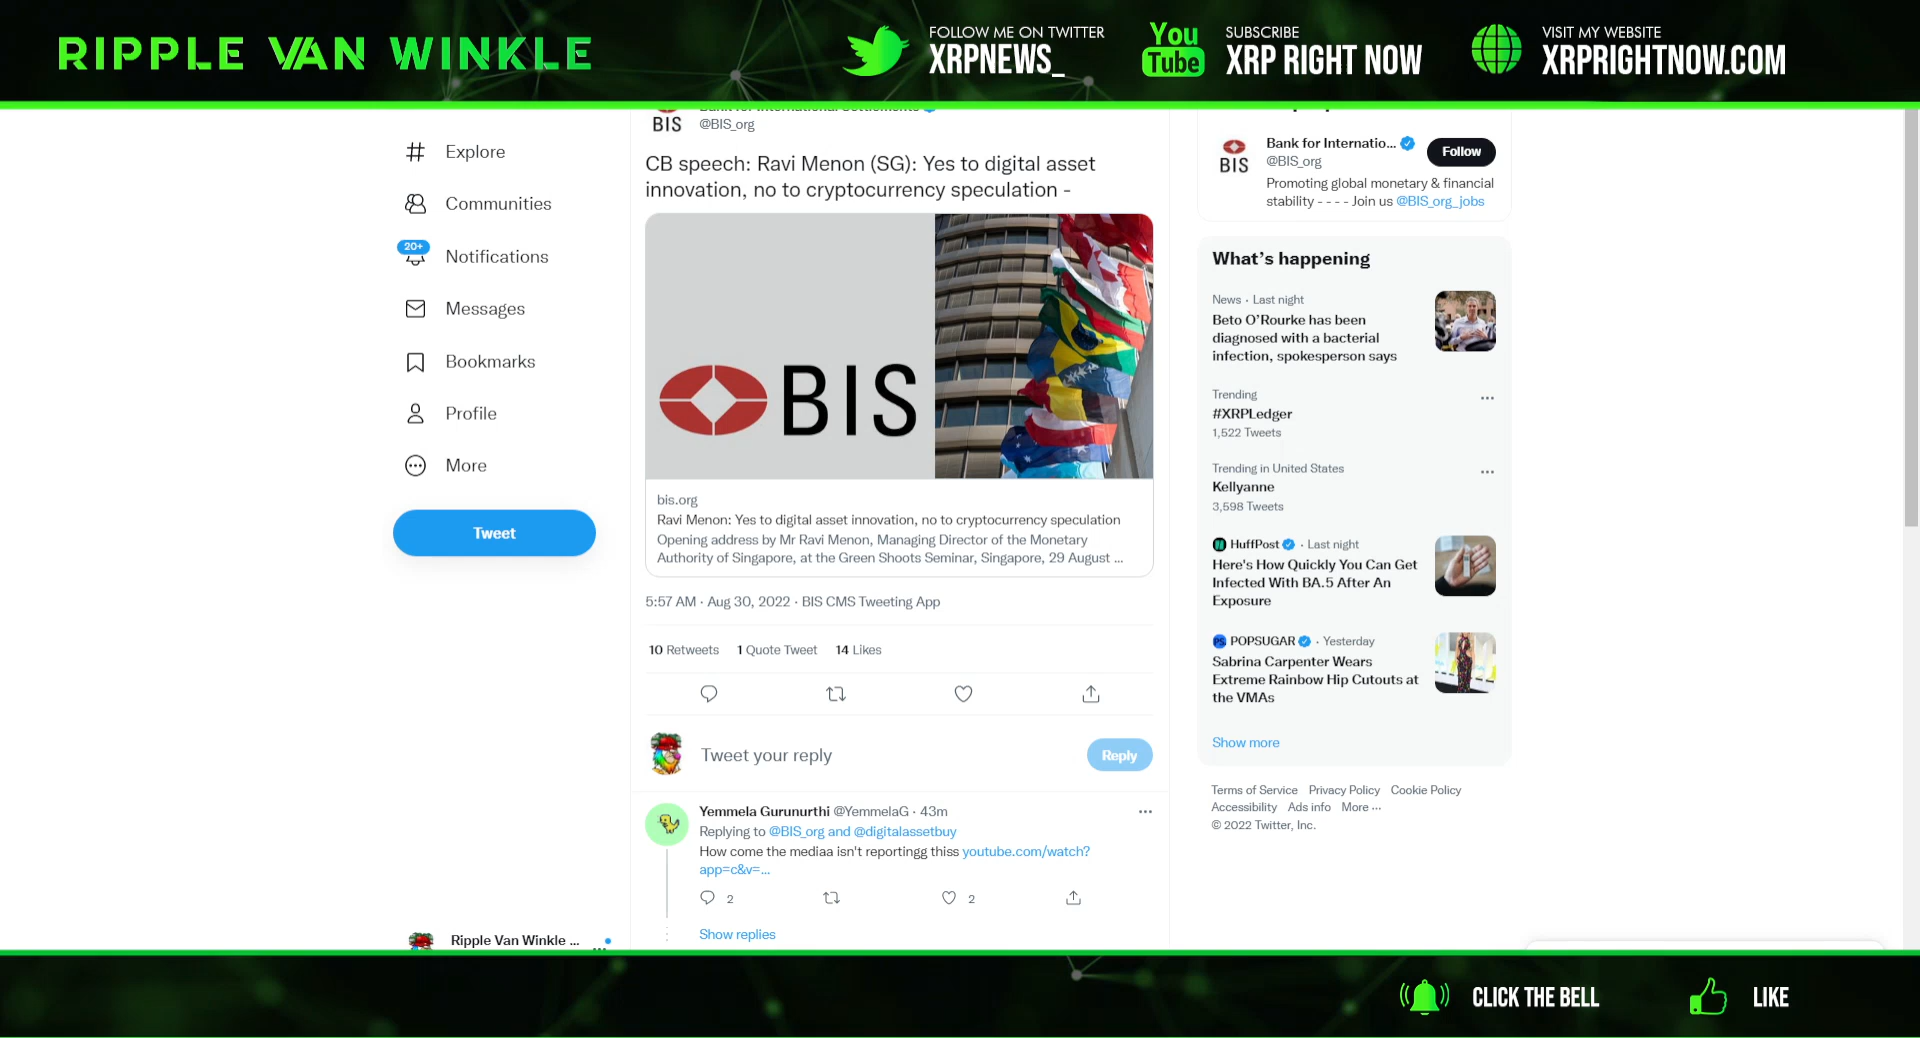 RIPPLE VAN WINKLE
FOLLOW ME ON TWITTER
XRPNEWS_
You
Tube
SUBSCRIBE
XRP RIGHT NOW
VISIT MY WEBSITE
XRPRIGHTNOW.COM
Explore
Communities
20+
Notifications
Messages
Bookmarks
Profile
More
Tweet
Ripple Van Winkle ...
BIS
@BIS_org
CB speech: Ravi Menon (SG): Yes to digital asset
innovation, no to cryptocurrency speculation -
BIS
bis.org
Ravi Menon: Yes to digital asset innovation, no to cryptocurrency speculation
Opening address by Mr Ravi Menon, Managing Director of the Monetary
Authority of Singapore, at the Green Shoots Seminar, Singapore, 29 August ...
5:57 AM · Aug 30, 2022 · BIS CMS Tweeting App
10 Retweets 1 Quote Tweet 14 Likes
Tweet your reply
Reply
Yemmela Gurunurthi @YemmelaG · 43m
Replying to @BIS_org and @digitalassetbuy
How come the mediaa isn't reportingg thiss youtube.com/watch?
app=c&v=...
2 2
Show replies
BIS
Bank for Internatio...
@BIS_org
Follow
Promoting global monetary & financial
stability - - - - Join us @BIS_org_jobs
What's happening
News · Last night
Beto O'Rourke has been
diagnosed with a bacterial
infection, spokesperson says
Trending
#XRPLedger
1,522 Tweets
Trending in United States
Kellyanne
3,598 Tweets
HuffPost · Last night
Here's How Quickly You Can Get
Infected With BA.5 After An
Exposure
PS POPSUGAR · Yesterday
Sabrina Carpenter Wears
Extreme Rainbow Hip Cutouts at
the VMAs
Show more
Terms of Service Privacy Policy Cookie Policy
Accessibility Ads info More ...
© 2022 Twitter, Inc.
CLICK THE BELL
LIKE